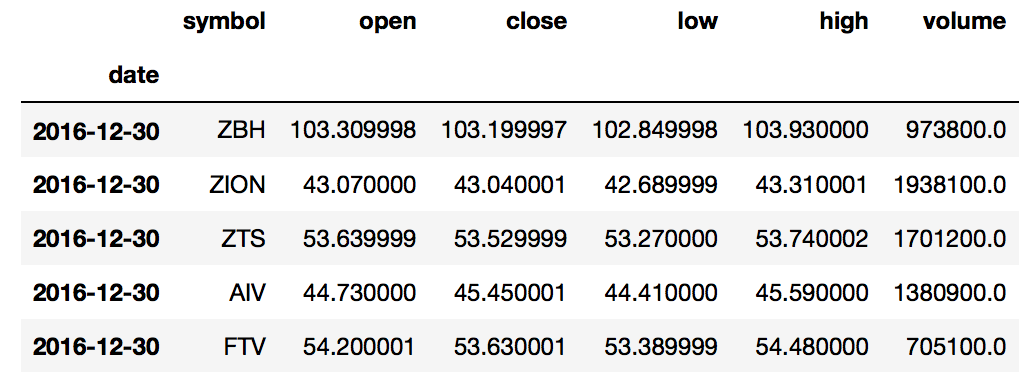 symbol open close low high volume
date
2016-12-30 ZBH 103.309998 103.199997 102.849998 103.930000 973800.0
2016-12-30 ZION 43.070000 43.040001 42.689999 43.310001 1938100.0
2016-12-30 ZTS 53.639999 53.529999 53.270000 53.740002 1701200.0
2016-12-30 AIV 44.730000 45.450001 44.410000 45.590000 1380900.0
2016-12-30 FTV 54.200001 53.630001 53.389999 54.480000 705100.0